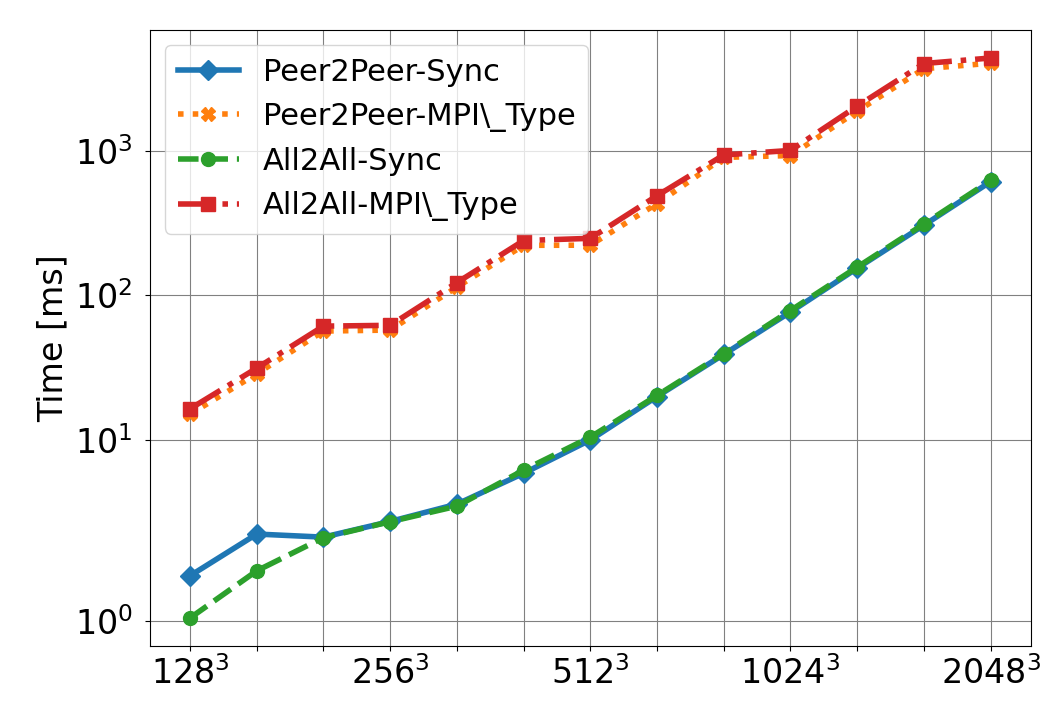 Peer2Peer-Sync
Peer2Peer-MPI\_Type
All2All-Sync
All2All-MPI\_Type
Time [ms]
10³
10²
10¹
10⁰
128³ 256³ 512³ 1024³ 2048³